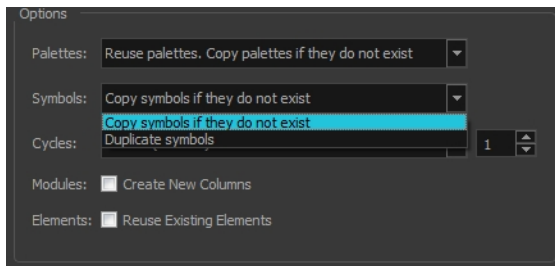 Options
Palettes: Reuse palettes. Copy palettes if they do not exist
Symbols: Copy symbols if they do not exist
Copy symbols if they do not exist
Duplicate symbols
Cycles: 1
Modules: Create New Columns
Elements: Reuse Existing Elements